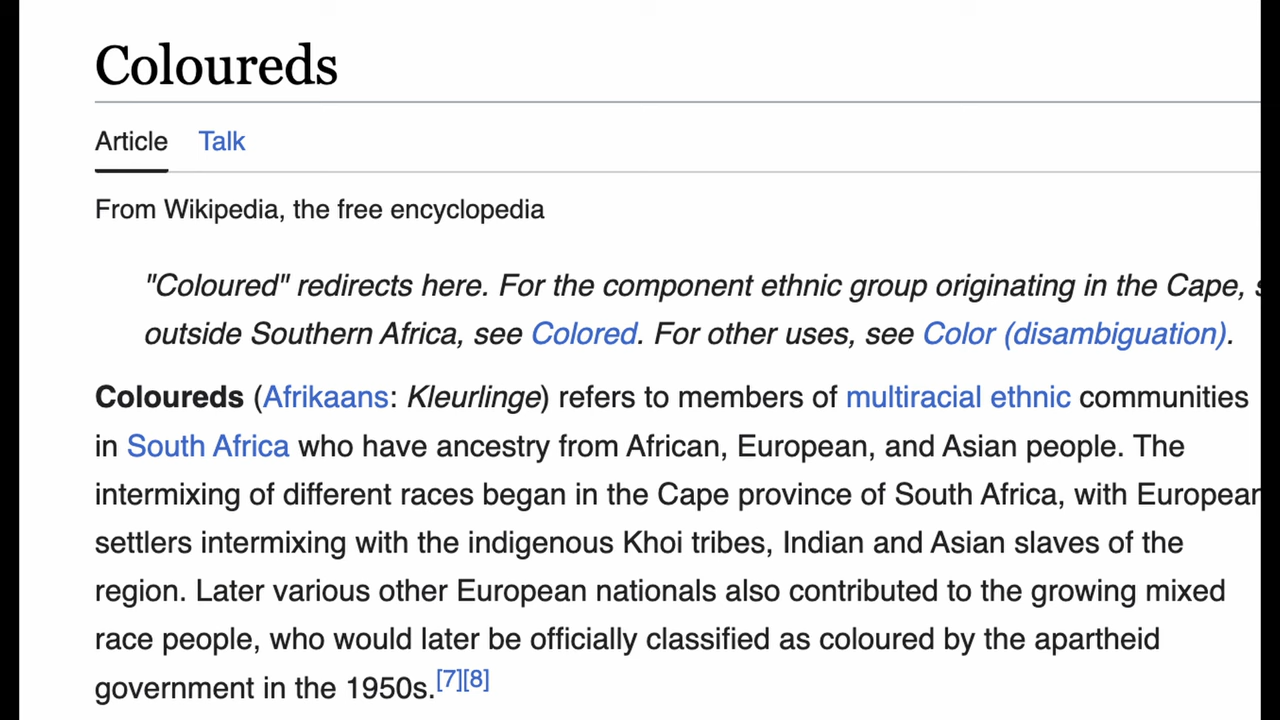 Coloureds
Article Talk
From Wikipedia, the free encyclopedia
"Coloured" redirects here. For the component ethnic group originating in the Cape,
outside Southern Africa, see Colored. For other uses, see Color (disambiguation).
Coloureds (Afrikaans: Kleurlinge) refers to members of multiracial ethnic communities
in South Africa who have ancestry from African, European, and Asian people. The
intermixing of different races began in the Cape province of South Africa, with European
settlers intermixing with the indigenous Khoi tribes, Indian and Asian slaves of the
region. Later various other European nationals also contributed to the growing mixed
race people, who would later be officially classified as coloured by the apartheid
government in the 1950s.[7][8]